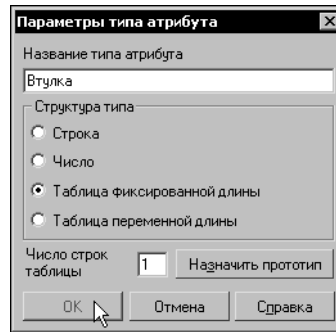 Параметры типа атрибута
Название типа атрибута
Втулка
Структура типа
Строка
Число
Таблица фиксированной длины
Таблица переменной длины
Число строк
таблицы
1
Назначить прототип
OK
Отмена
Справка